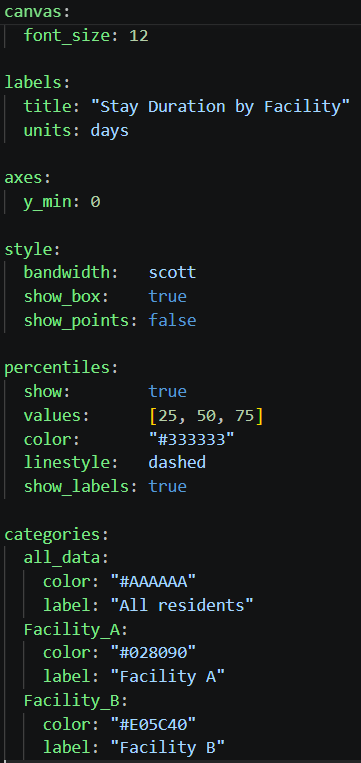 canvas:
  font_size: 12

labels:
  title: "Stay Duration by Facility"
  units: days

axes:
  y_min: 0

style:
  bandwidth:   scott
  show_box:    true
  show_points: false

percentiles:
  show:        true
  values:      [25, 50, 75]
  color:       "#333333"
  linestyle:   dashed
  show_labels: true

categories:
  all_data:
    color: "#AAAAAA"
    label: "All residents"
  Facility_A:
    color: "#028090"
    label: "Facility A"
  Facility_B:
    color: "#E05C40"
    label: "Facility B"